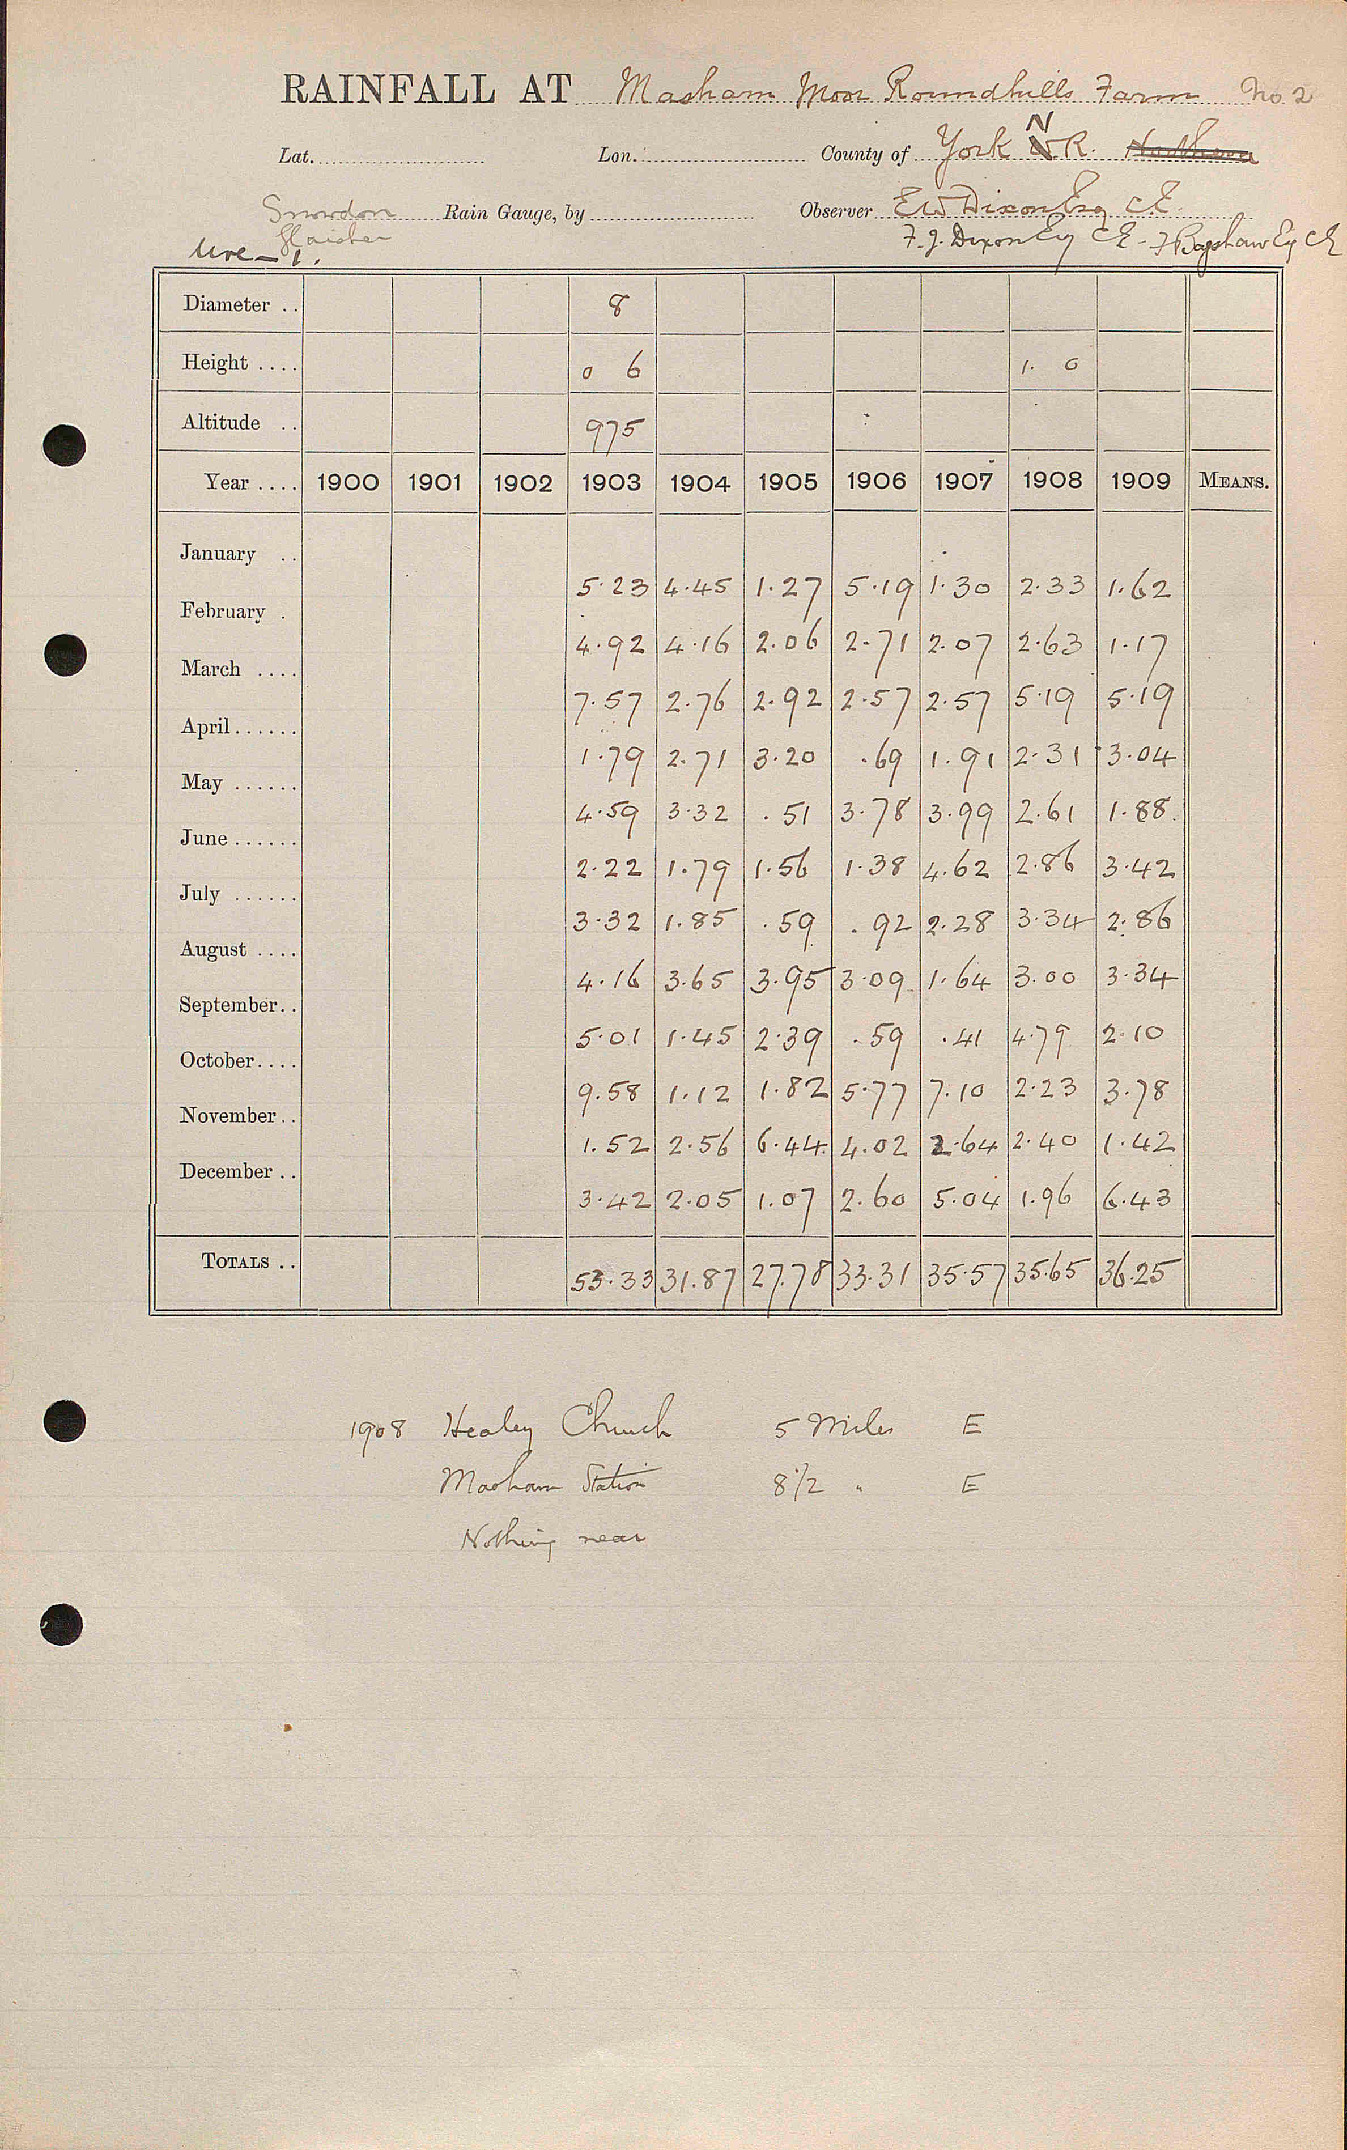 RAINFALL AT Masham Moor Roundhills Farm No 2
Lat. Lon. County of York N R.
Snowdon Rain Gauge, by Observer E W Dixon Esq C.E.
Glaisher F. J. Dixon Esq CE - F Bagshaw Esq CE
Ure - 1.
Diameter .. 8
Height .... 0 6 1. 0
Altitude .. 975
Year .... 1900 1901 1902 1903 1904 1905 1906 1907 1908 1909 MEANS.
January .. 5.23 4.45 1.27 5.19 1.30 2.33 1.62
February . 4.92 4.16 2.06 2.71 2.07 2.63 1.17
March .... 7.57 2.76 2.92 2.57 2.57 5.19 5.19
April...... 1.79 2.71 3.20 .69 1.91 2.31 3.04
May ...... 4.59 3.32 .51 3.78 3.99 2.61 1.88
June...... 2.22 1.79 1.56 1.38 4.62 2.86 3.42
July ...... 3.32 1.85 .59 .92 2.28 3.34 2.86
August .... 4.16 3.65 3.95 3.09 1.64 3.00 3.34
September.. 5.01 1.45 2.39 .59 .41 4.79 2.10
October.... 9.58 1.12 1.82 5.77 7.10 2.23 3.78
November.. 1.52 2.56 6.44 4.02 2.64 2.40 1.42
December .. 3.42 2.05 1.07 2.60 5.04 1.96 6.43
TOTALS .. 53.33 31.87 27.78 33.31 35.57 35.65 36.25
1908 Healey Church 5 Miles E
Masham Station 8 1/2 " E
Nothing near